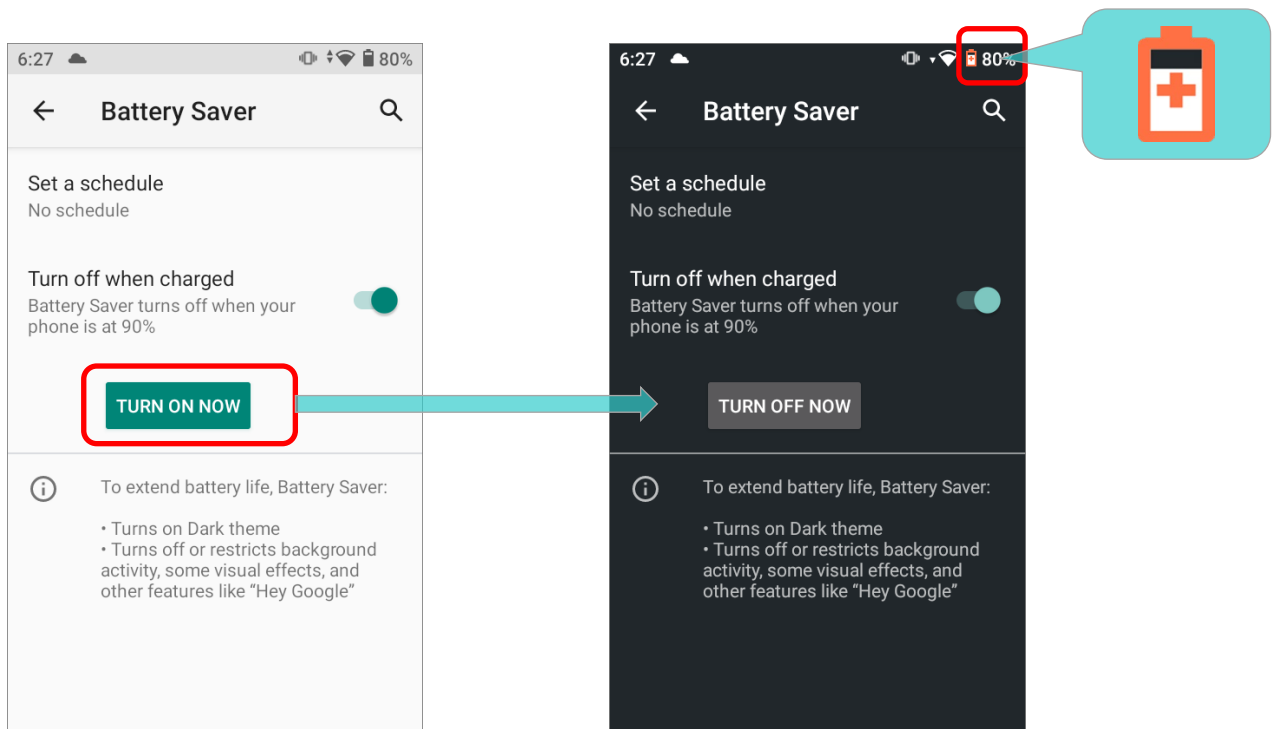 6:27
80%
Battery Saver
Set a schedule
No schedule
Turn off when charged
Battery Saver turns off when your
phone is at 90%
TURN ON NOW
To extend battery life, Battery Saver:
• Turns on Dark theme
• Turns off or restricts background
activity, some visual effects, and
other features like “Hey Google”
6:27
80%
Battery Saver
Set a schedule
No schedule
Turn off when charged
Battery Saver turns off when your
phone is at 90%
TURN OFF NOW
To extend battery life, Battery Saver:
• Turns on Dark theme
• Turns off or restricts background
activity, some visual effects, and
other features like “Hey Google”